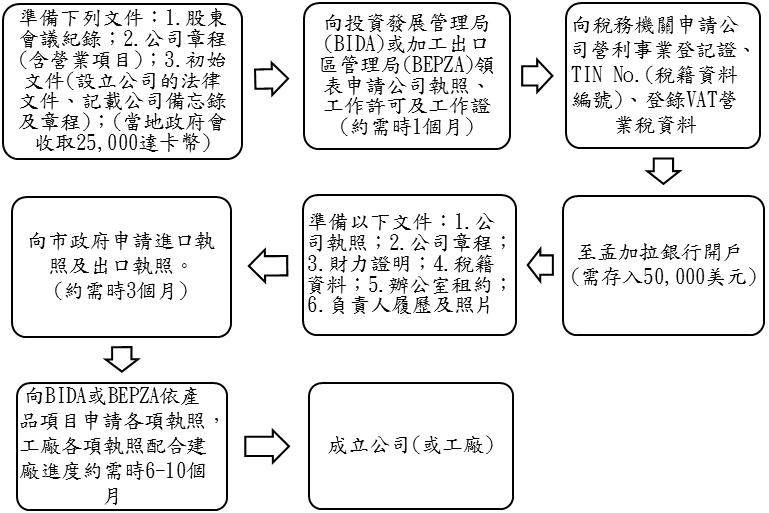 準備下列文件：1.股東
會議紀錄；2.公司章程
(含營業項目)；3.初始
文件(設立公司的法律
文件、記載公司備忘錄
及章程)；(當地政府會
收取25,000達卡幣)
向投資發展管理局
(BIDA)或加工出口
區管理局(BEPZA)領
表申請公司執照、
工作許可及工作證
(約需時1個月)
向稅務機關申請公
司營利事業登記證、
TIN No.(稅籍資料
編號)、登錄VAT營
業稅資料
至孟加拉銀行開戶
(需存入50,000美元)
準備以下文件：1.公
司執照；2.公司章程；
3.財力證明；4.稅籍
資料；5.辦公室租約；
6.負責人履歷及照片
向市政府申請進口執
照及出口執照。
(約需時3個月)
向BIDA或BEPZA依產
品項目申請各項執照，
工廠各項執照配合建
廠進度約需時6-10個
月
成立公司(或工廠)